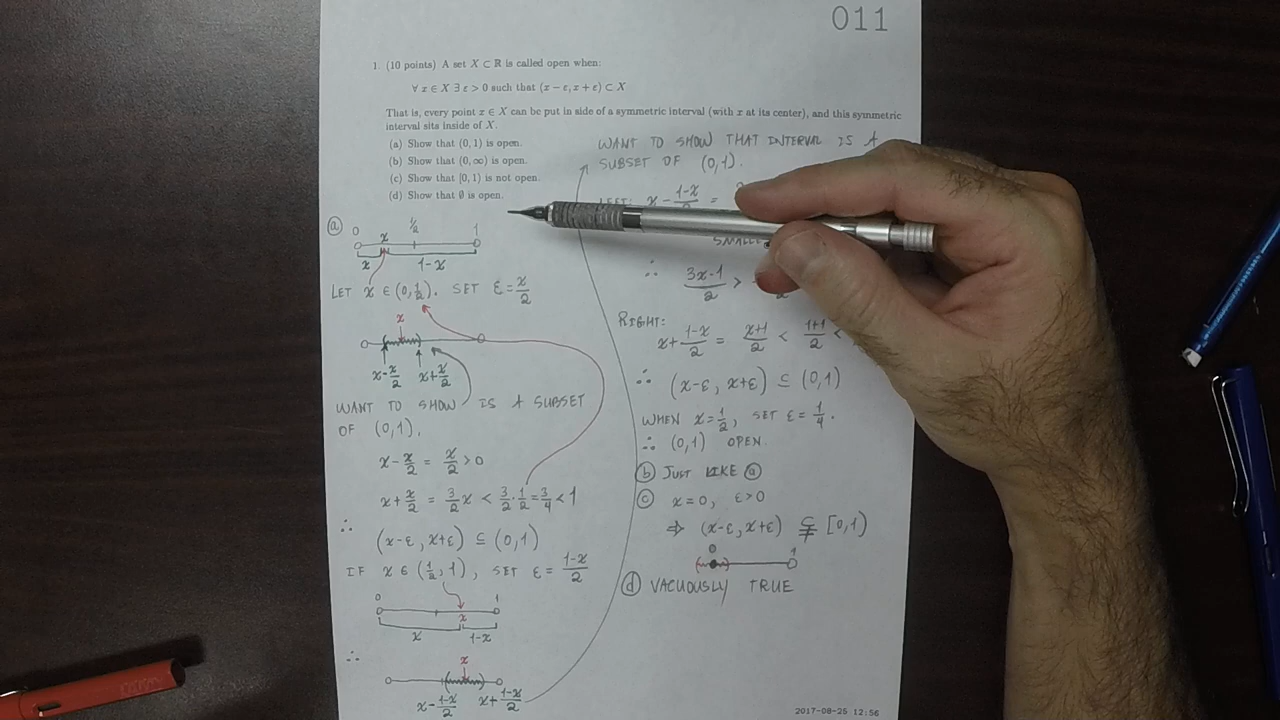 011
1. (10 points) A set X ⊂ ℝ is called open when:
∀ x ∈ X ∃ ε > 0 such that (x − ε, x + ε) ⊂ X
That is, every point x ∈ X can be put in side of a symmetric interval (with x at its center), and this symmetric
interval sits inside of X.
(a) Show that (0, 1) is open.
(b) Show that (0, ∞) is open.
(c) Show that [0, 1) is not open.
(d) Show that ∅ is open.
ⓐ
0 x 1/2 1
x 1-x
LET x ∈ (0, 1/2). SET ε = x/2
x
x - x/2 x + x/2
WANT TO SHOW IS A SUBSET
OF (0,1).
x - x/2 = x/2 > 0
x + x/2 = 3/2 x < 3/2 · 1/2 = 3/4 < 1
∴
(x-ε, x+ε) ⊆ (0,1)
IF x ∈ (1/2, 1), SET ε = (1-x)/2
0 1
x
x 1-x
∴
x
x - (1-x)/2 x + (1-x)/2
WANT TO SHOW THAT INTERVAL IS A
SUBSET OF (0,1).
LEFT: x - (1-x)/2 =
∴ (3x-1)/2 >
RIGHT:
x + (1-x)/2 = (x+1)/2 < (1+1)/2 <
∴ (x-ε, x+ε) ⊆ (0,1)
WHEN x = 1/2, SET ε = 1/4.
∴ (0,1) OPEN.
ⓑ JUST LIKE ⓐ
ⓒ x = 0, ε > 0
⇒ (x-ε, x+ε) ⊊ [0,1)
0 1
ⓓ VACUOUSLY TRUE
2017-08-25 12:56